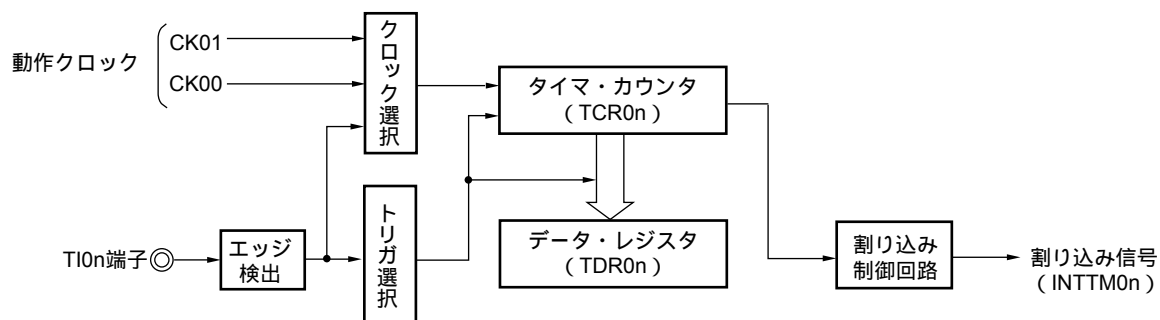 動作クロック
CK01
CK00
クロック選択
タイマ・カウンタ
（TCR0n）
トリガ選択
データ・レジスタ
（TDR0n）
TI0n端子
エッジ
検出
割り込み
制御回路
割り込み信号
（INTTM0n）